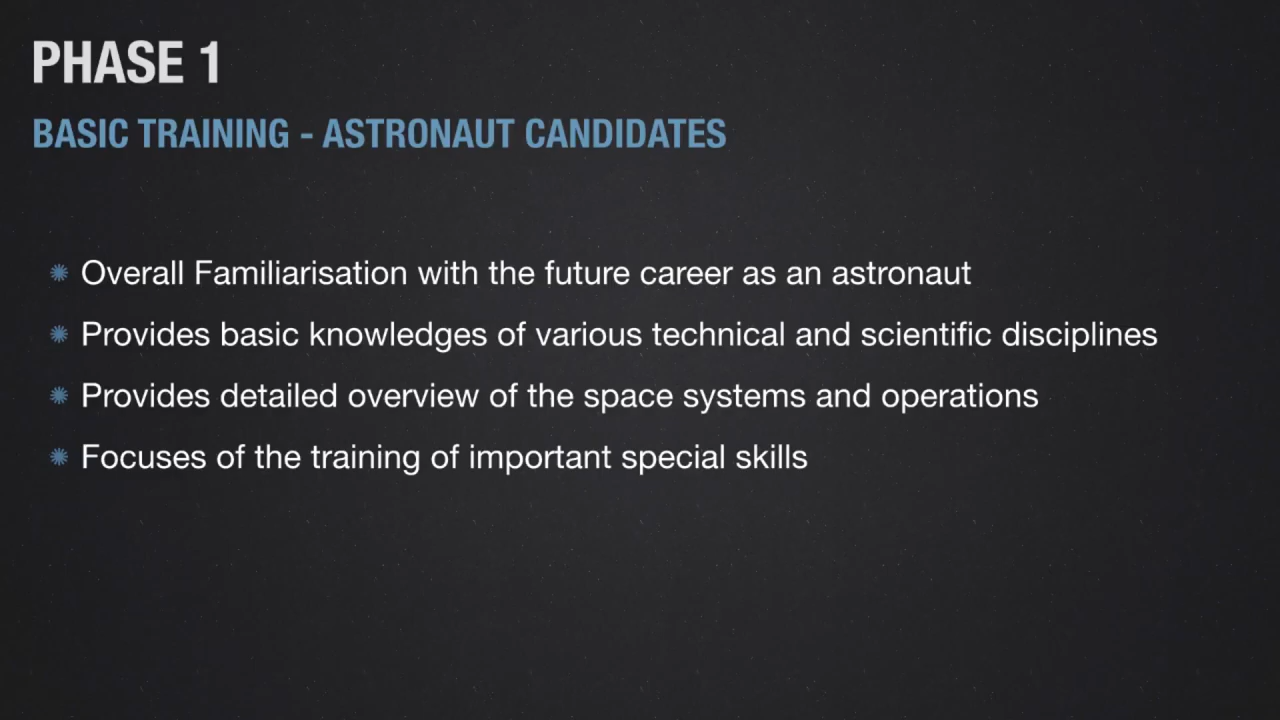 PHASE 1
BASIC TRAINING - ASTRONAUT CANDIDATES
Overall Familiarisation with the future career as an astronaut
Provides basic knowledges of various technical and scientific disciplines
Provides detailed overview of the space systems and operations
Focuses of the training of important special skills